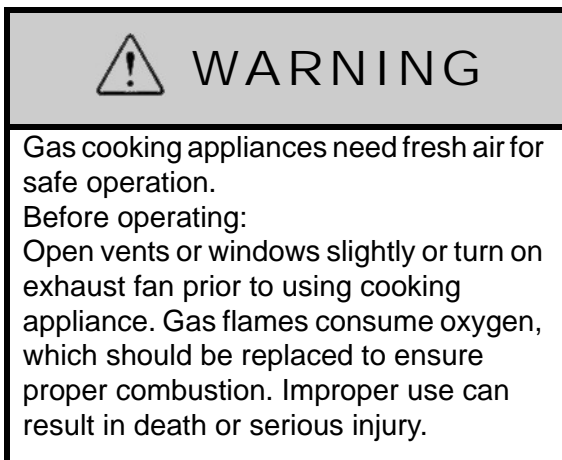 WARNING
Gas cooking appliances need fresh air for
safe operation.
Before operating:
Open vents or windows slightly or turn on
exhaust fan prior to using cooking
appliance. Gas flames consume oxygen,
which should be replaced to ensure
proper combustion. Improper use can
result in death or serious injury.